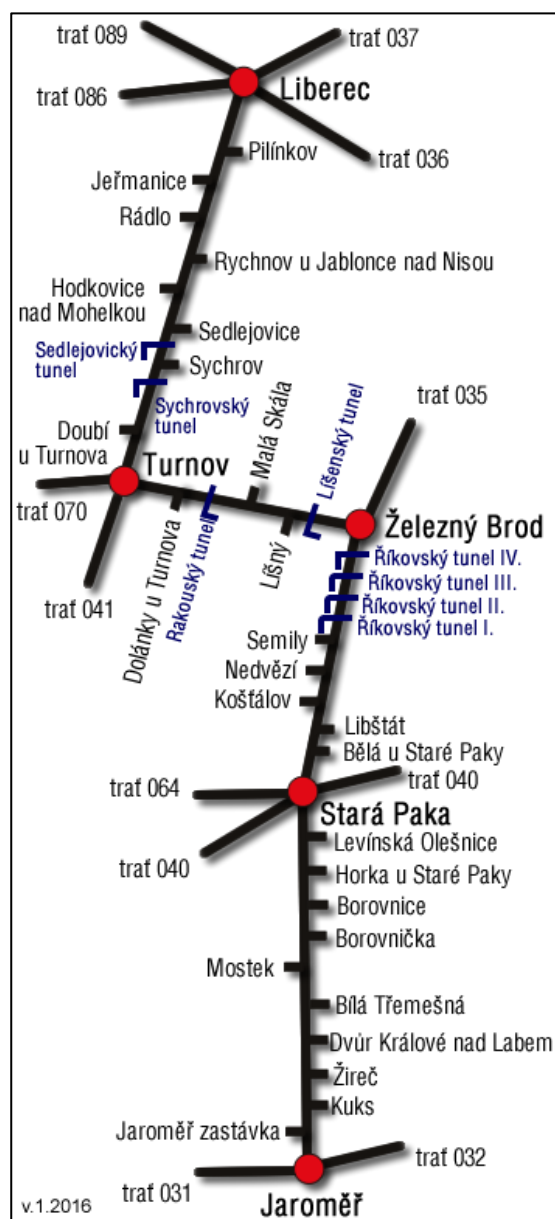 trať 089
trať 037
trať 086
Liberec
trať 036
Pilínkov
Jeřmanice
Rádlo
Rychnov u Jablonce nad Nisou
Hodkovice
nad Mohelkou
Sedlejovice
Sedlejovický
tunel
Sychrov
Sychrovský
tunel
Doubí
u Turnova
Turnov
Malá Skála
Líšenský tunel
trať 035
trať 070
trať 041
Dolánky u Turnova
Rakouský tunel
Líšný
Železný Brod
Říkovský tunel IV.
Říkovský tunel III.
Říkovský tunel II.
Říkovský tunel I.
Semily
Nedvězí
Košťálov
Libštát
Bělá u Staré Paky
trať 064
trať 040
Stará Paka
trať 040
Levínská Olešnice
Horka u Staré Paky
Borovnice
Borovnička
Mostek
Bílá Třemešná
Dvůr Králové nad Labem
Žireč
Kuks
Jaroměř zastávka
trať 032
trať 031
Jaroměř
v.1.2016